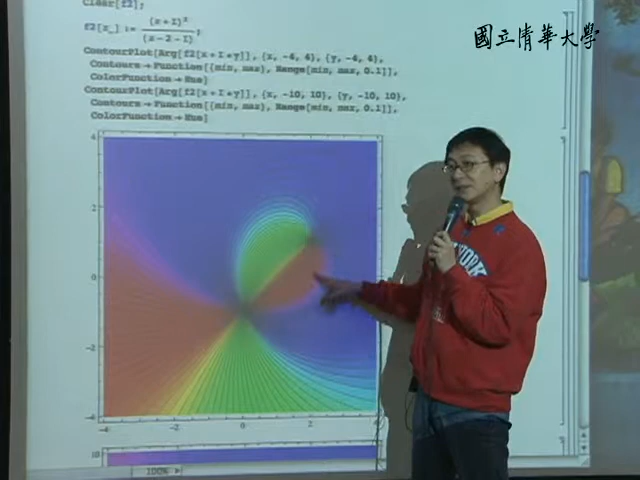 Clear[f2];
國立清華大學
f2[z_] := (z + I)² / (z - 2 - I);
ContourPlot[Arg[f2[x + I * y]], {x, -4, 4}, {y, -4, 4},
Contours → Function[{min, max}, Range[min, max, 0.1]],
ColorFunction → Hue]
ContourPlot[Arg[f2[x + I * y]], {x, -10, 10}, {y, -10, 10},
Contours → Function[{min, max}, Range[min, max, 0.1]],
ColorFunction → Hue]
4
2
0
-2
-4
-4 -2 0 2
10
100%
YORK